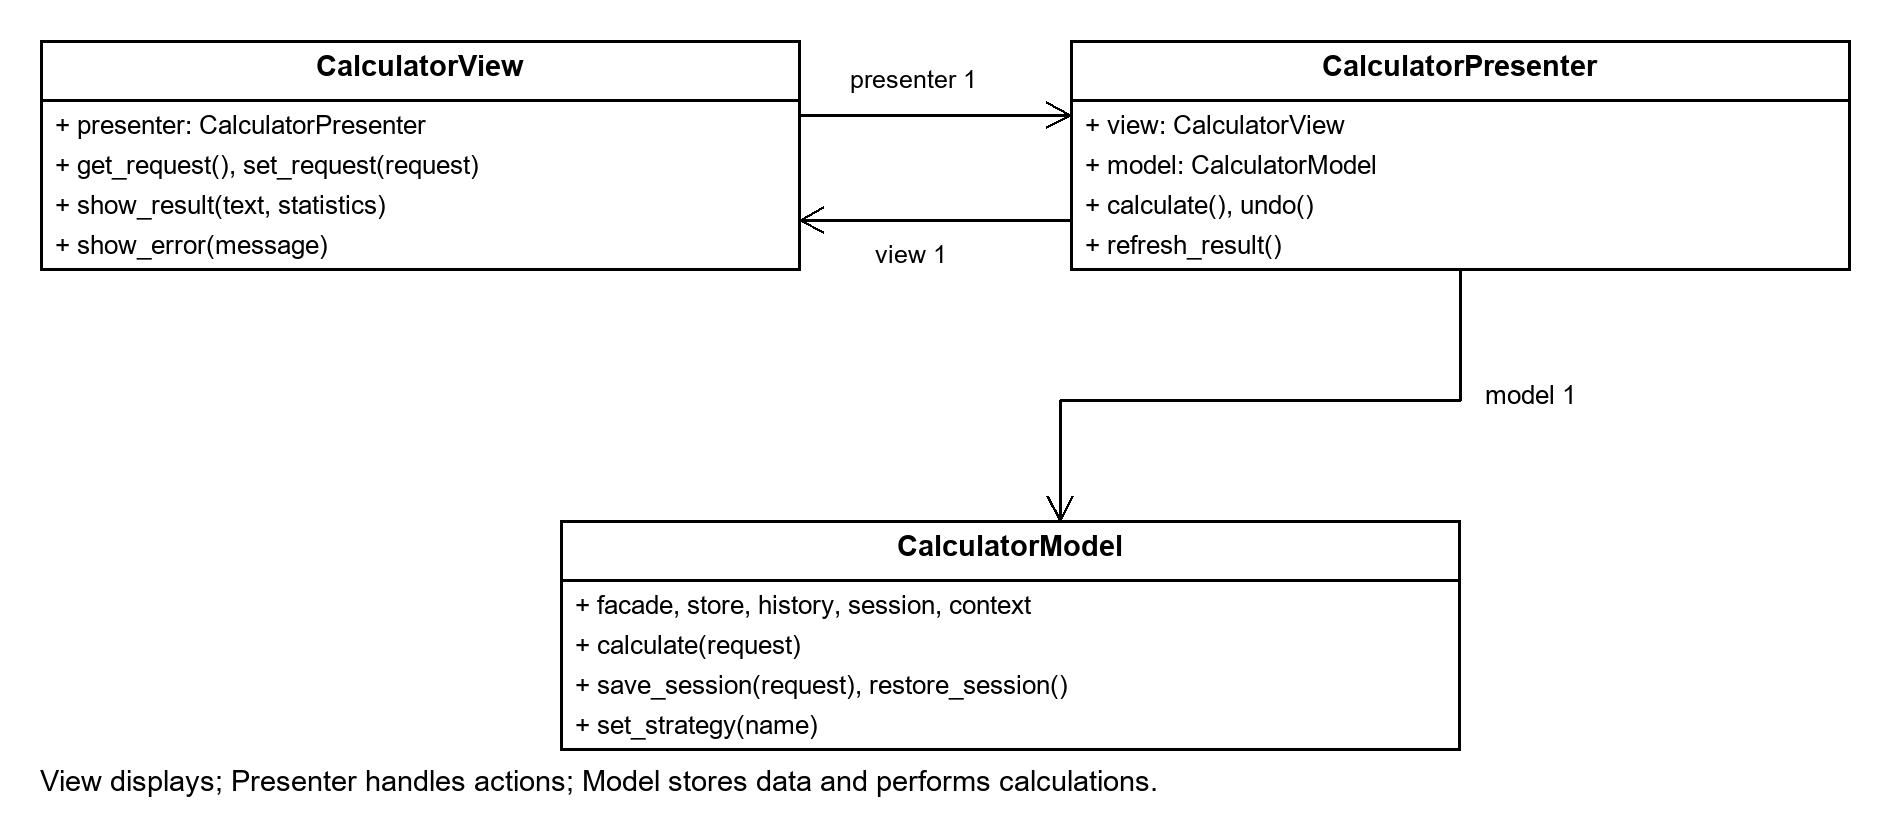 CalculatorView
+ presenter: CalculatorPresenter
+ get_request(), set_request(request)
+ show_result(text, statistics)
+ show_error(message)
presenter 1
view 1
CalculatorPresenter
+ view: CalculatorView
+ model: CalculatorModel
+ calculate(), undo()
+ refresh_result()
model 1
CalculatorModel
+ facade, store, history, session, context
+ calculate(request)
+ save_session(request), restore_session()
+ set_strategy(name)
View displays; Presenter handles actions; Model stores data and performs calculations.